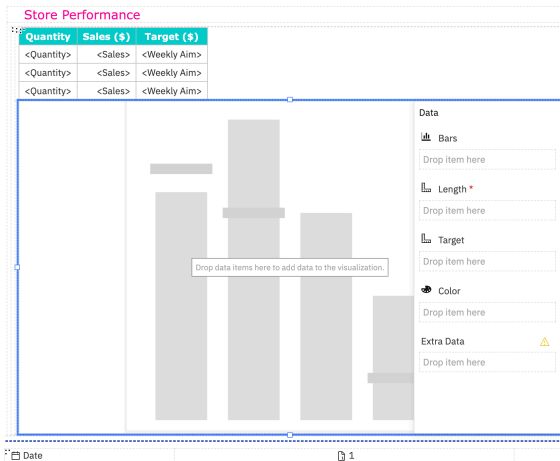 Store Performance
Quantity Sales ($) Target ($)
<Quantity> <Sales> <Weekly Aim>
<Quantity> <Sales> <Weekly Aim>
<Quantity> <Sales> <Weekly Aim>
Data
Bars
Drop item here
Length *
Drop item here
Target
Drop item here
Drop data items here to add data to the visualization.
Color
Drop item here
Extra Data
Drop item here
Date 1